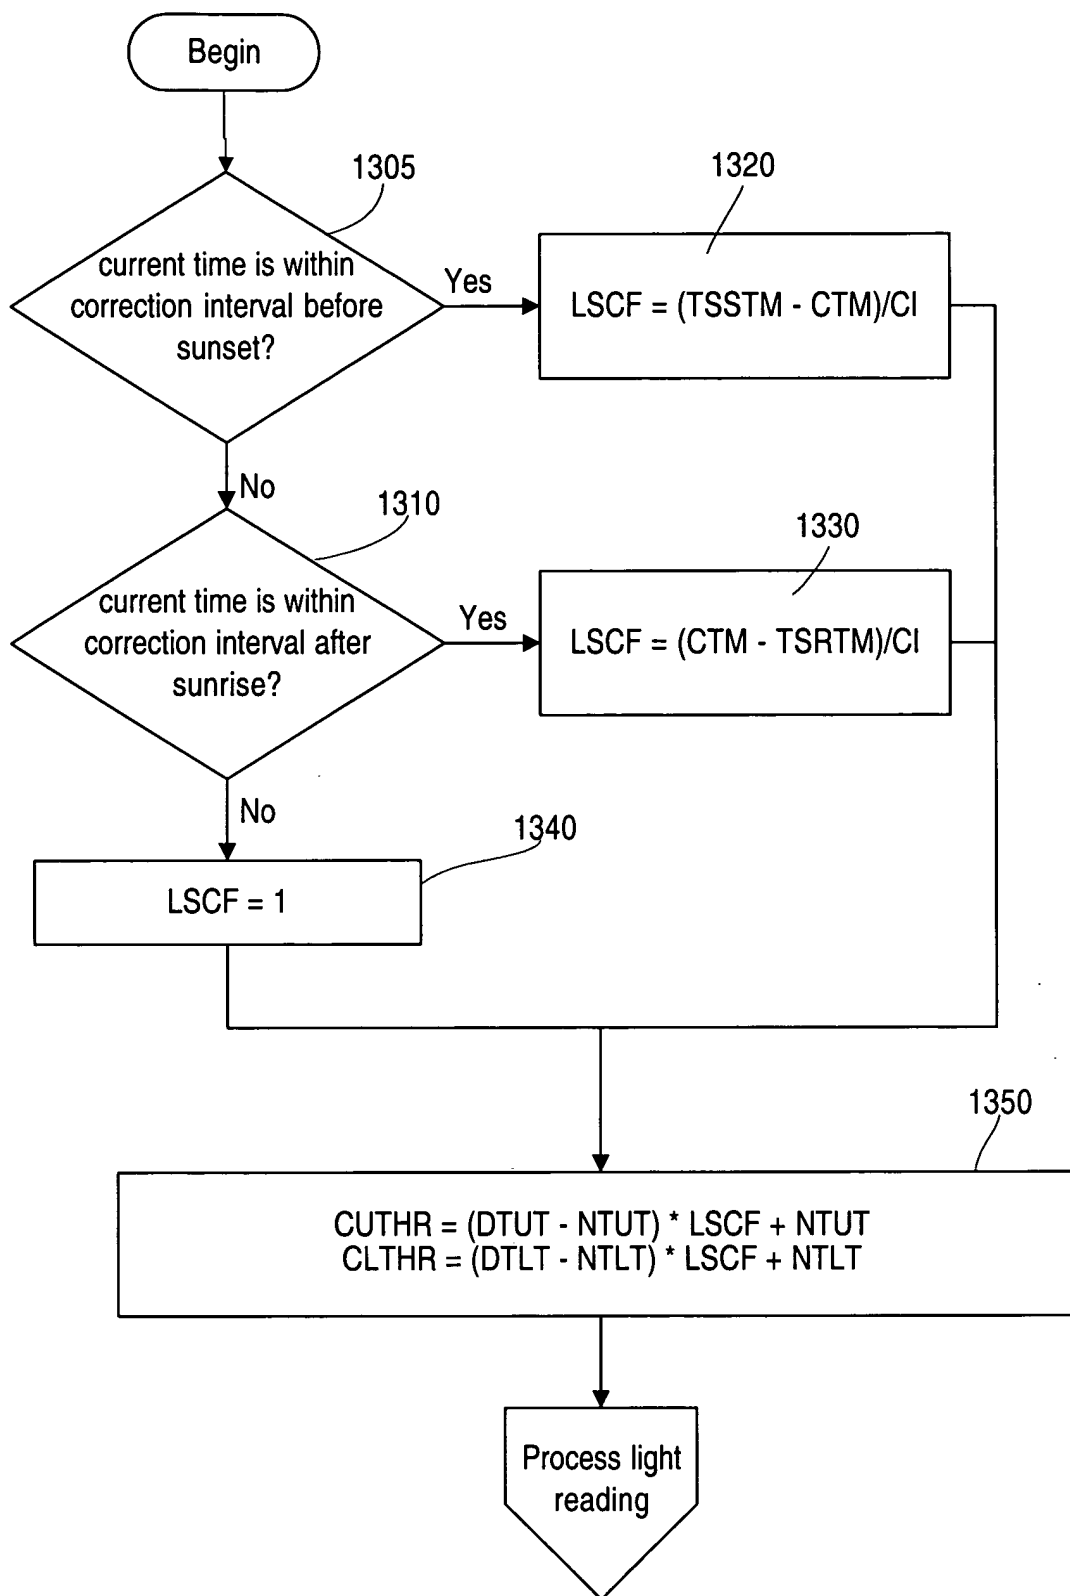 Begin
1305
current time is within
correction interval before
sunset?
Yes
1320
LSCF = (TSSTM - CTM)/CI
No
1310
current time is within
correction interval after
sunrise?
Yes
1330
LSCF = (CTM - TSRTM)/CI
No
1340
LSCF = 1
1350
CUTHR = (DTUT - NTUT) * LSCF + NTUT
CLTHR = (DTLT - NTLT) * LSCF + NTLT
Process light
reading